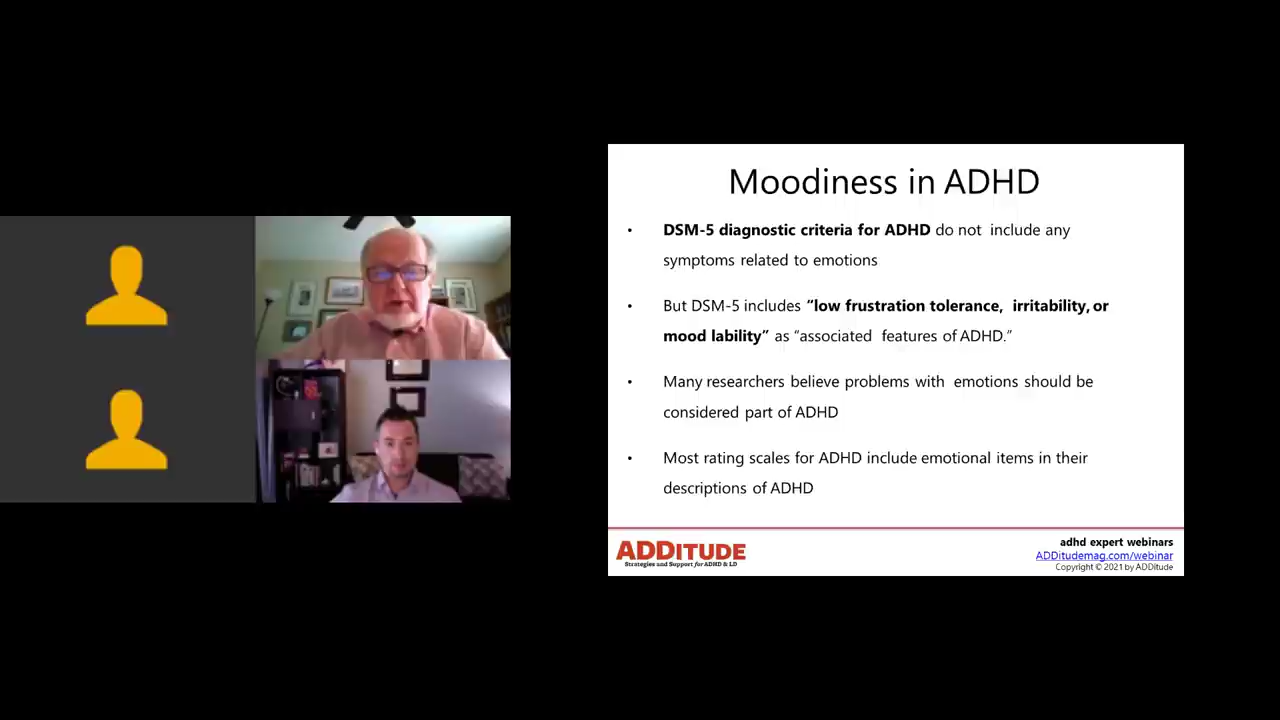 Moodiness in ADHD
• DSM-5 diagnostic criteria for ADHD do not include any
symptoms related to emotions
• But DSM-5 includes “low frustration tolerance, irritability, or
mood lability” as “associated features of ADHD.”
• Many researchers believe problems with emotions should be
considered part of ADHD
• Most rating scales for ADHD include emotional items in their
descriptions of ADHD
ADDITUDE
Strategies and Support for ADHD & LD
adhd expert webinars
ADDitudemag.com/webinar
Copyright © 2021 by ADDitude